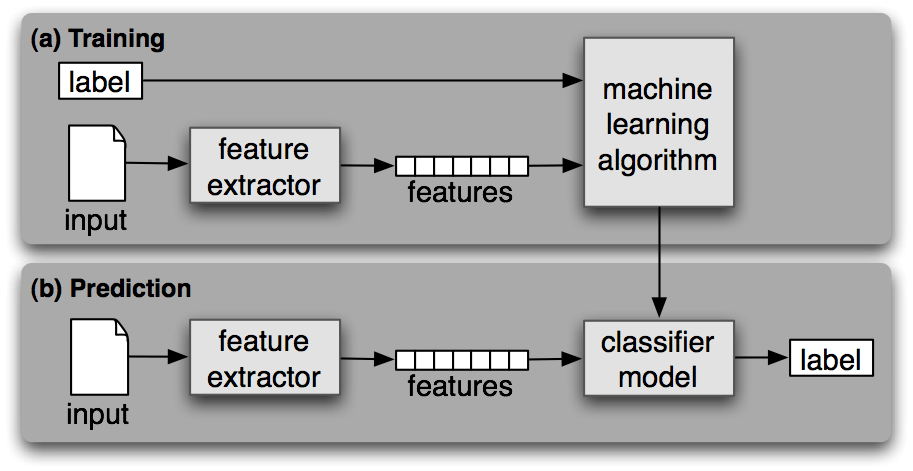 (a) Training
label
machine
learning
algorithm
feature
extractor
features
input
(b) Prediction
feature
extractor
features
input
classifier
model
label